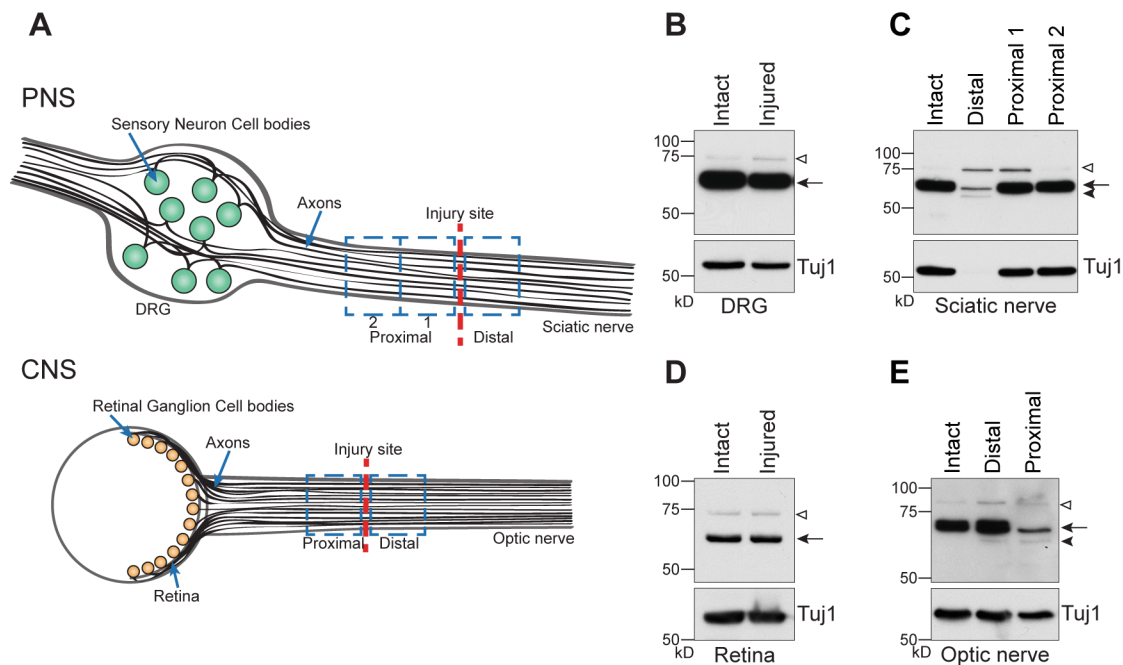 A
PNS
Sensory Neuron Cell bodies
Axons
Injury site
DRG
2
1
Proximal
Distal
Sciatic nerve
CNS
Retinal Ganglion Cell bodies
Axons
Injury site
Proximal
Distal
Optic nerve
Retina
B
Intact
Injured
100
75
50
50
Tuj1
kD
DRG
C
Intact
Distal
Proximal 1
Proximal 2
100
75
50
50
Tuj1
kD
Sciatic nerve
D
Intact
Injured
100
75
50
50
Tuj1
kD
Retina
E
Intact
Distal
Proximal
100
75
50
50
Tuj1
kD
Optic nerve